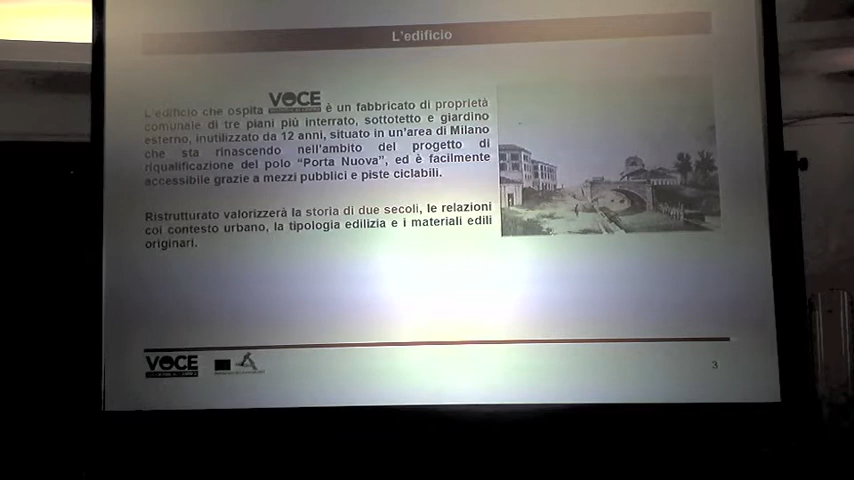 L'edificio
L'edificio che ospita VOCE è un fabbricato di proprietà
comunale di tre piani più interrato, sottotetto e giardino
esterno, inutilizzato da 12 anni, situato in un'area di Milano
che sta rinascendo nell'ambito del progetto di
riqualificazione del polo "Porta Nuova", ed è facilmente
accessibile grazie a mezzi pubblici e piste ciclabili.
Ristrutturato valorizzerà la storia di due secoli, le relazioni
col contesto urbano, la tipologia edilizia e i materiali edili
originari.
VOCE
3